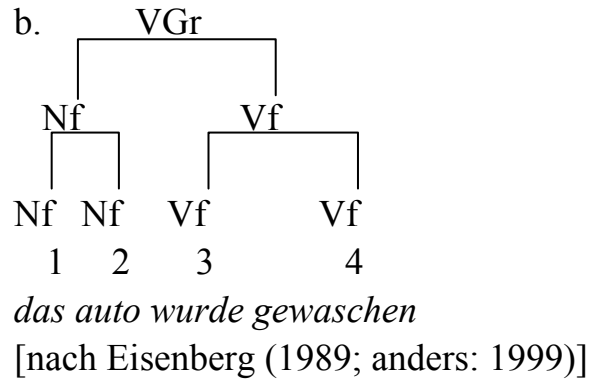 b. VGr
Nf Vf
Nf Nf Vf Vf
1 2 3 4
das auto wurde gewaschen
[nach Eisenberg (1989; anders: 1999)]